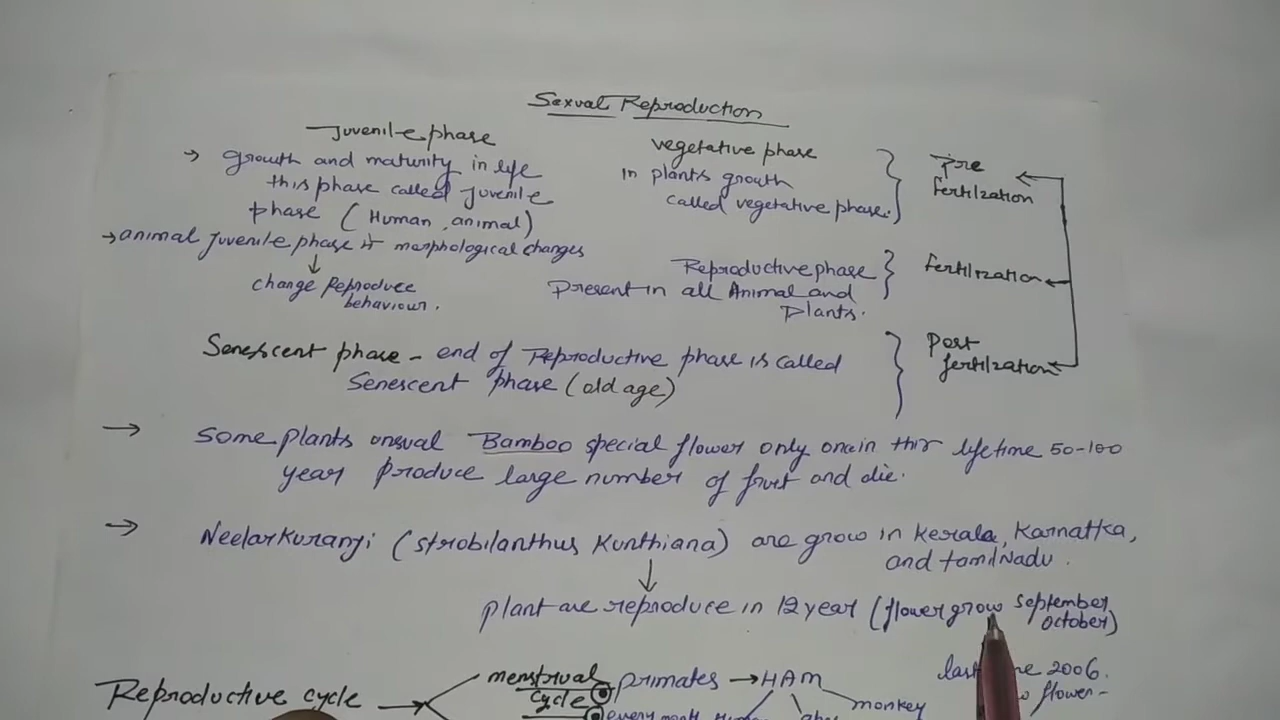 Sexual Reproduction
Juvenile phase
→ growth and maturity in life
this phase called juvenile
phase (Human, animal)
→ animal juvenile phase it morphological changes
↓
change Reproduce
behaviour.
vegetative phase
In plants growth
called vegetative phase.
Pre
fertilzation
Reproductive phase
Present in all Animal and
Plants.
fertilization
Senescent phase - end of reproductive phase is called
Senescent phase (old age)
Post
fertilization
→ Some plants unsual Bamboo special flower only once in thir lifetime 50-100
year produce large number of fruit and die.
→ Neelarkuranji (strobilanthus Kunthiana) are grow in kerala, Karnatka,
and tamilNadu.
↓
plant are reproduce in 12 year (flower grow September
October)
2006.
flower-
Reproductive cycle →
menstrual
cycle
primates → HAM
every
monkey